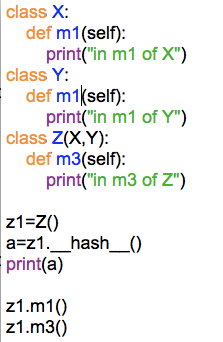 class X:
    def m1(self):
        print("in m1 of X")
class Y:
    def m1(self):
        print("in m1 of Y")
class Z(X,Y):
    def m3(self):
        print("in m3 of Z")

z1=Z()
a=z1.__hash__()
print(a)

z1.m1()
z1.m3()